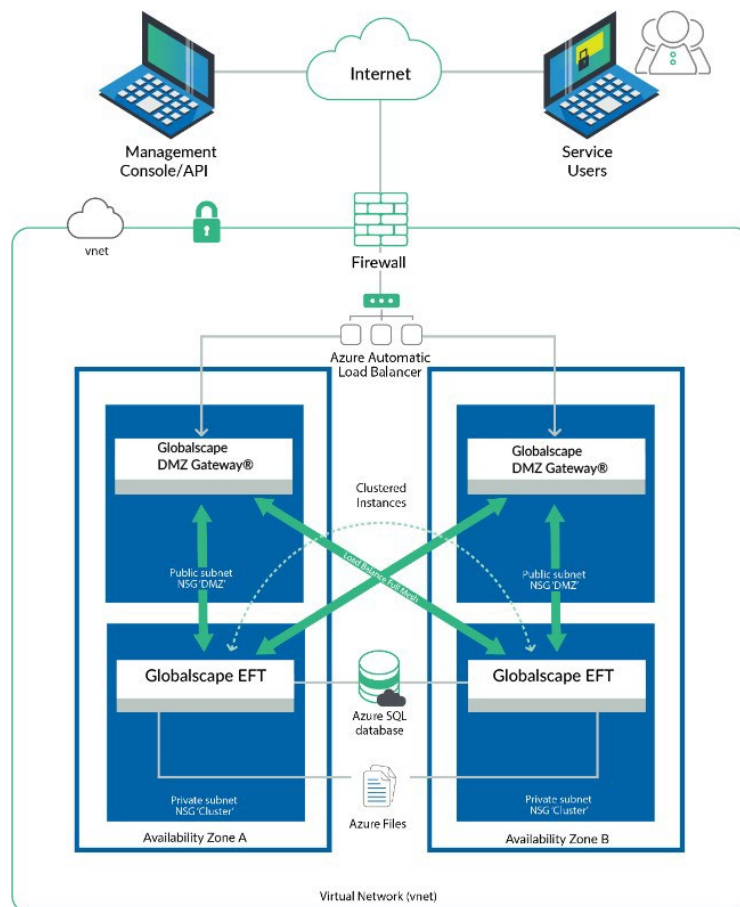 Internet
Management
Console/API
Service
Users
vnet
Firewall
Azure Automatic
Load Balancer
Globalscape
DMZ Gateway®
Globalscape
DMZ Gateway®
Clustered
Instances
Load Balance Full Mesh
Public subnet
NSG 'DMZ'
Public subnet
NSG 'DMZ'
Globalscape EFT
Globalscape EFT
Azure SQL
database
Private subnet
NSG 'Cluster'
Azure Files
Private subnet
NSG 'Cluster'
Availability Zone A
Availability Zone B
Virtual Network (vnet)